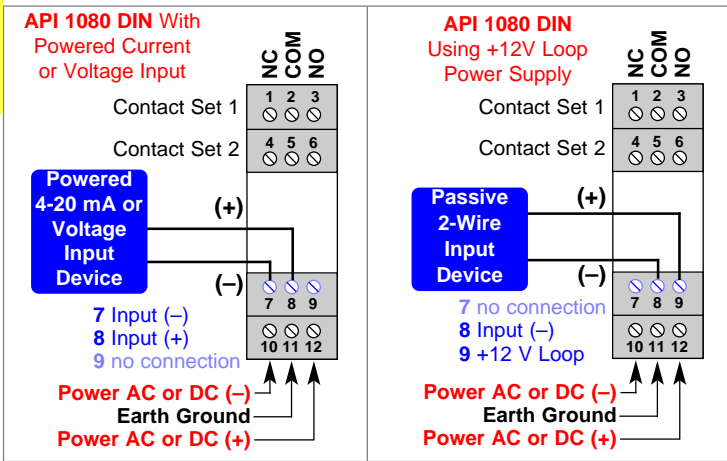 API 1080 DIN With
Powered Current
or Voltage Input
NC COM NO
1 2 3
Contact Set 1
4 5 6
Contact Set 2
Powered
4-20 mA or
Voltage
Input
Device
(+)
(–)
7 8 9
7 Input (–)
8 Input (+)
9 no connection
10 11 12
Power AC or DC (–)
Earth Ground
Power AC or DC (+)
API 1080 DIN
Using +12V Loop
Power Supply
NC COM NO
1 2 3
Contact Set 1
4 5 6
Contact Set 2
Passive
2-Wire
Input
Device
(+)
(–)
7 8 9
7 no connection
8 Input (–)
9 +12 V Loop
10 11 12
Power AC or DC (–)
Earth Ground
Power AC or DC (+)